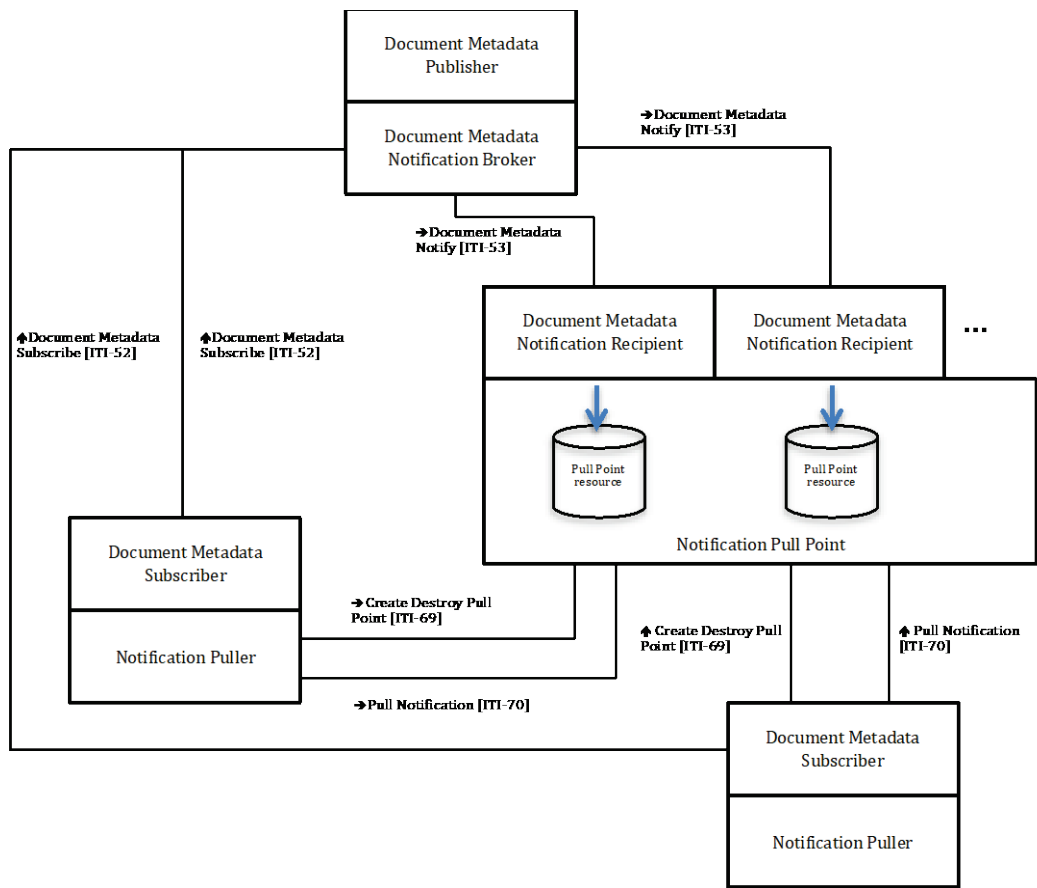 Document Metadata
Publisher
Document Metadata
Notification Broker
→Document Metadata
Notify [ITI-53]
→Document Metadata
Notify [ITI-53]
↑Document Metadata
Subscribe [ITI-52]
↑Document Metadata
Subscribe [ITI-52]
Document Metadata
Notification Recipient
Document Metadata
Notification Recipient
...
Pull Point
resource
Pull Point
resource
Notification Pull Point
Document Metadata
Subscriber
Notification Puller
→Create Destroy Pull
Point [ITI-69]
→Pull Notification [ITI-70]
↑ Create Destroy Pull
Point [ITI-69]
↑ Pull Notification
[ITI-70]
Document Metadata
Subscriber
Notification Puller